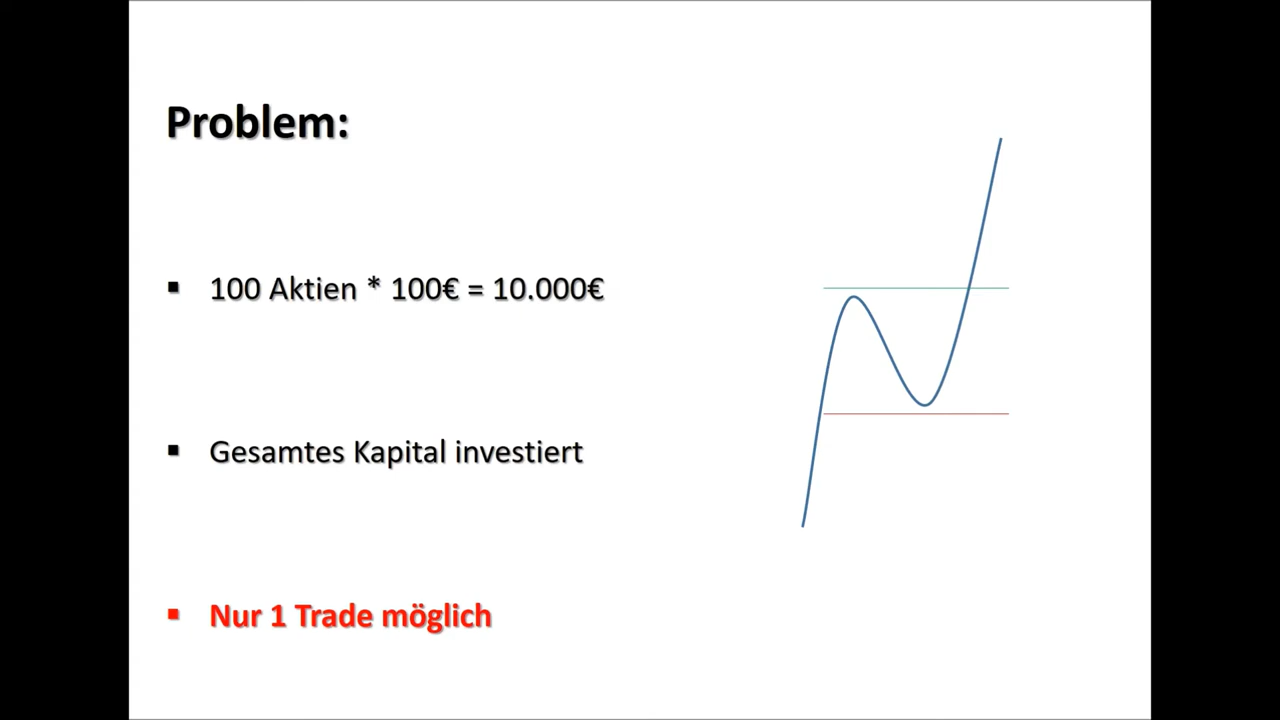 Problem:
▪ 100 Aktien * 100€ = 10.000€
▪ Gesamtes Kapital investiert
▪ Nur 1 Trade möglich